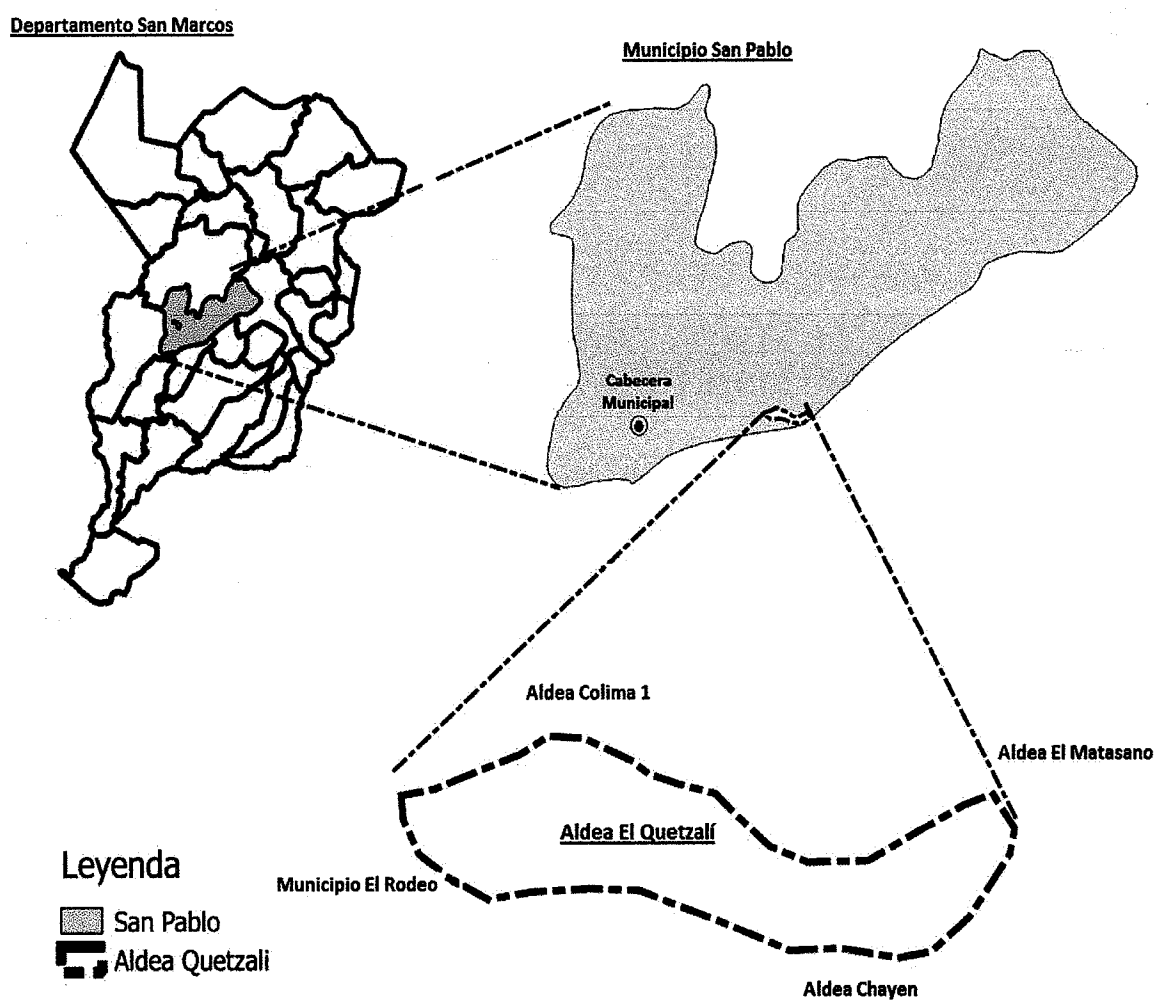 Departamento San Marcos
Municipio San Pablo
Cabecera
Municipal
Aldea Colima 1
Aldea El Matasano
Aldea El Quetzalí
Municipio El Rodeo
Leyenda
San Pablo
Aldea Quetzali
Aldea Chayen